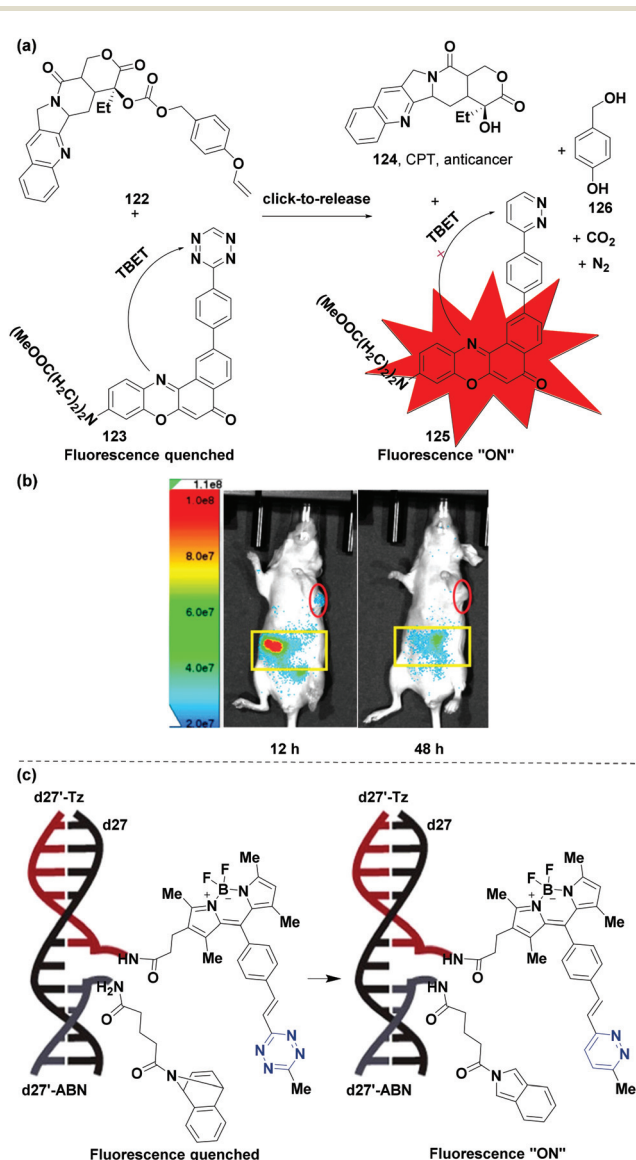 (a)
O
O
O
N
Et
O
O
O
N
O
122
+
TBET
N
N
N
N
(MeOOC(H2C)2)2N
N
O
O
123
Fluorescence quenched
click-to-release
O
O
N
O
Et
OH
N
124, CPT, anticancer
+
HO
OH
126
+
TBET
×
N
N
+ CO2
+ N2
(MeOOC(H2C)2)2N
N
O
O
125
Fluorescence "ON"
(b)
1.1e8
1.0e8
8.0e7
6.0e7
4.0e7
2.0e7
12 h
48 h
(c)
d27'-Tz
d27
HN
O
H2N
O
O
N
d27'-ABN
F
F
B
Me
N
+
−
N
Me
Me
Me
N
N
N
N
Me
Fluorescence quenched
d27'-Tz
d27
HN
O
HN
O
O
N
d27'-ABN
F
F
B
Me
N
+
−
N
Me
Me
Me
N
N
Me
Fluorescence "ON"